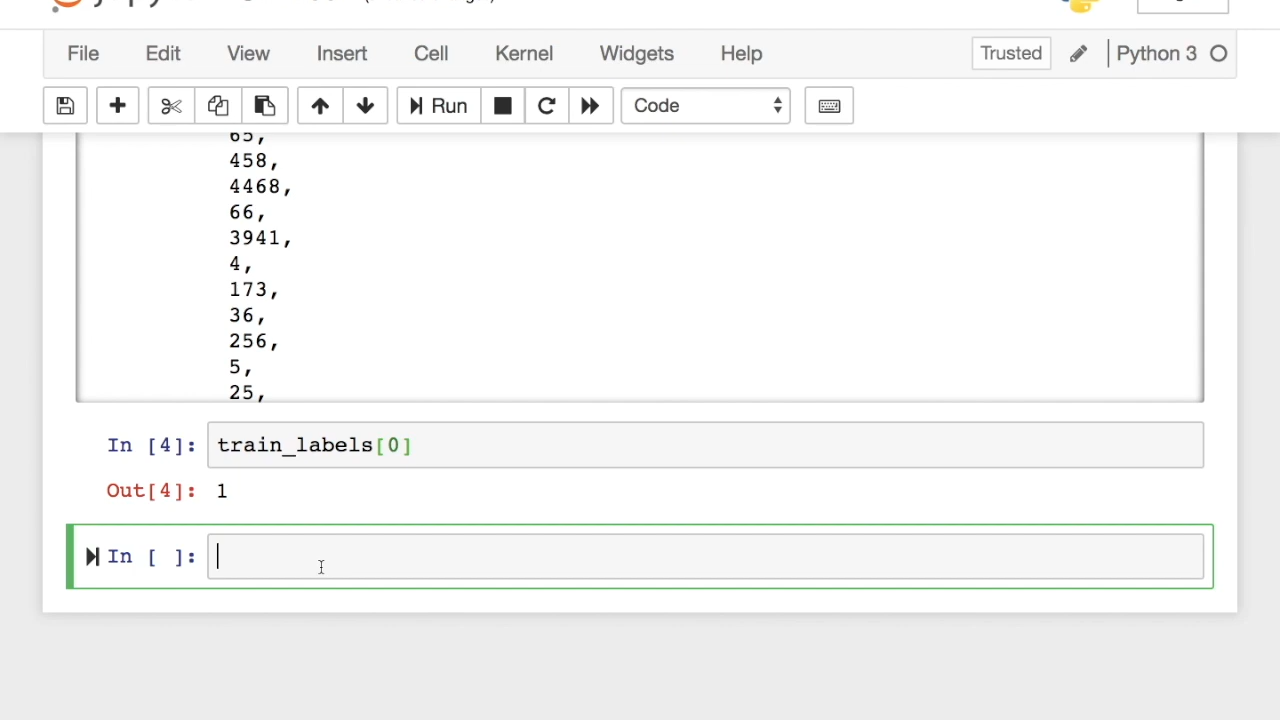 File Edit View Insert Cell Kernel Widgets Help Trusted Python 3
Run Code
65,
458,
4468,
66,
3941,
4,
173,
36,
256,
5,
25,
In [4]: train_labels[0]
Out[4]: 1
In [ ]: